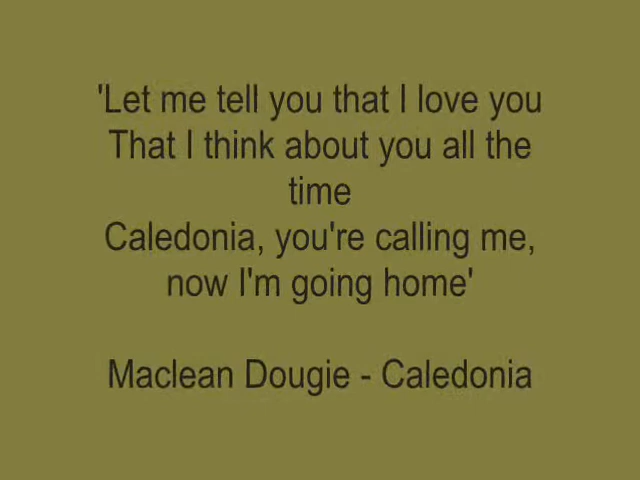 'Let me tell you that I love you
That I think about you all the
time
Caledonia, you're calling me,
now I'm going home'
Maclean Dougie - Caledonia